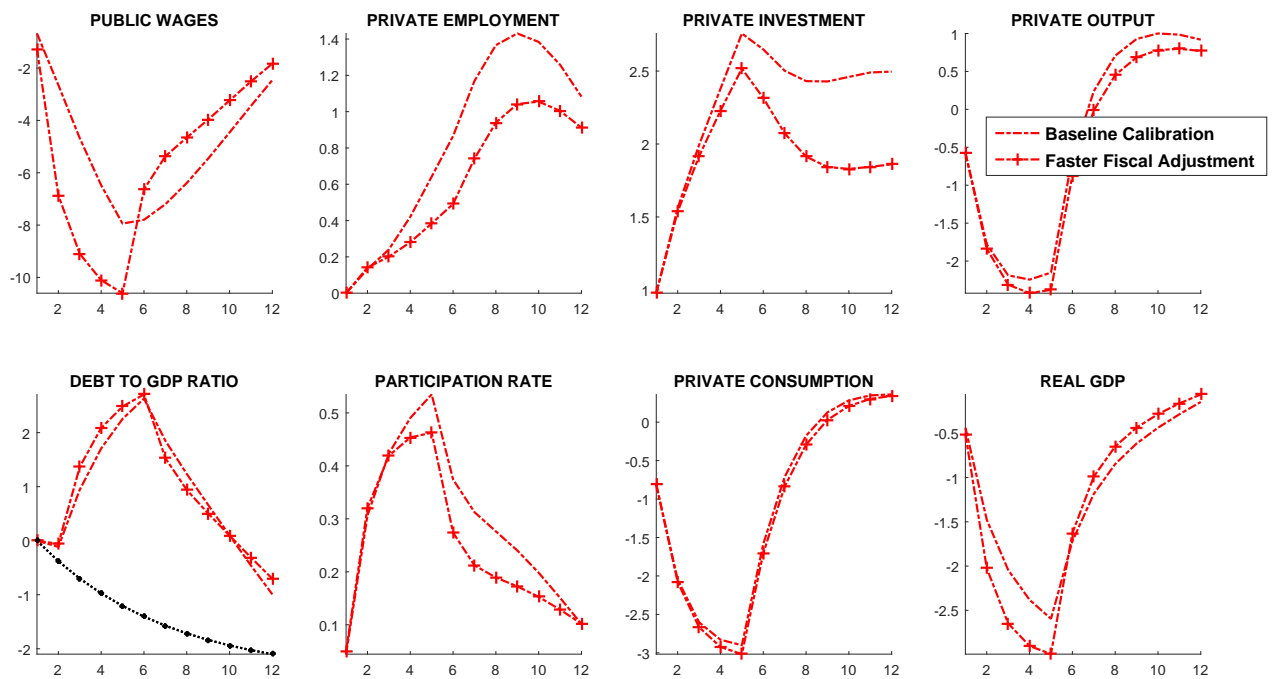 PUBLIC WAGES
-2
-4
-6
-8
-10
2 4 6 8 10 12
PRIVATE EMPLOYMENT
1.4
1.2
1
0.8
0.6
0.4
0.2
0
2 4 6 8 10 12
PRIVATE INVESTMENT
2.5
2
1.5
1
2 4 6 8 10 12
PRIVATE OUTPUT
1
0.5
0
-0.5
-1
-1.5
-2
2 4 6 8 10 12
Baseline Calibration
Faster Fiscal Adjustment
DEBT TO GDP RATIO
2
1
0
-1
-2
2 4 6 8 10 12
PARTICIPATION RATE
0.5
0.4
0.3
0.2
0.1
2 4 6 8 10 12
PRIVATE CONSUMPTION
0
-0.5
-1
-1.5
-2
-2.5
-3
2 4 6 8 10 12
REAL GDP
-0.5
-1
-1.5
-2
-2.5
2 4 6 8 10 12